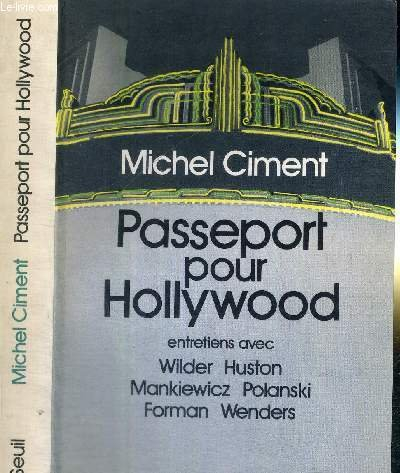 Le-livre.com
Michel Ciment Passeport pour Hollywood
Seuil
Michel Ciment
Passeport
pour
Hollywood
entretiens avec
Wilder Huston
Mankiewicz Polanski
Forman Wenders